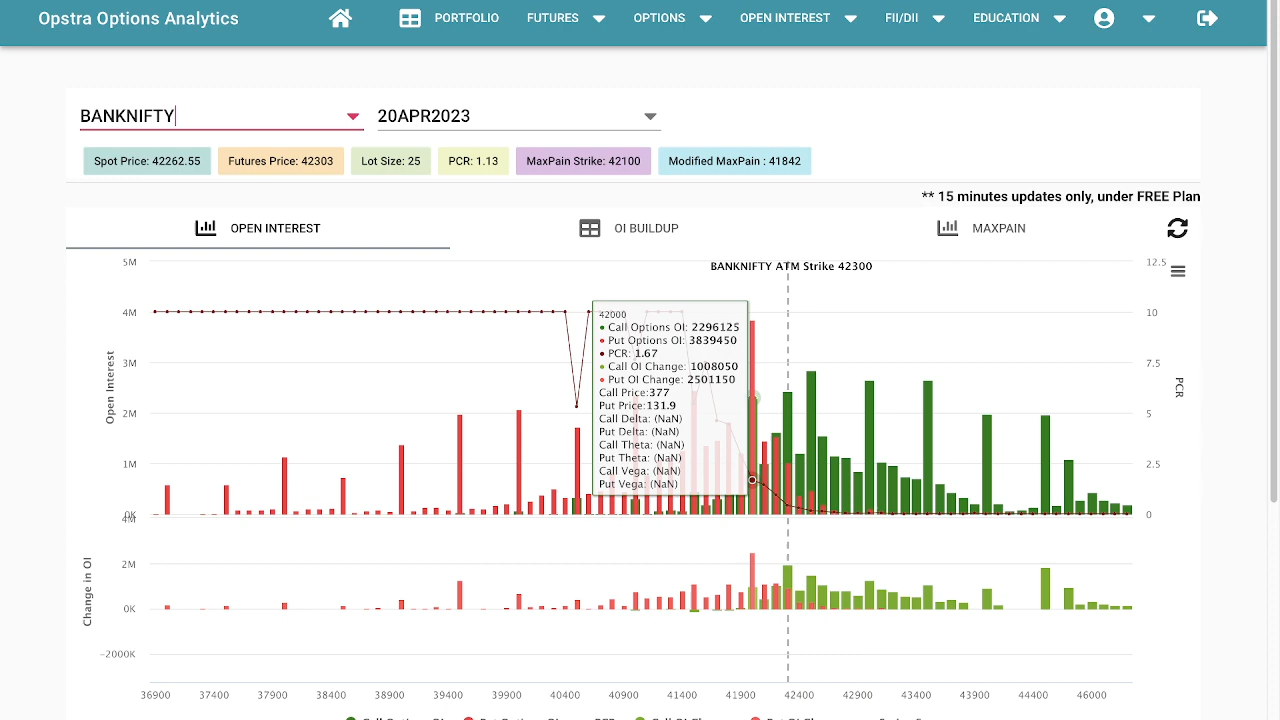 Opstra Options Analytics
PORTFOLIO
FUTURES
OPTIONS
OPEN INTEREST
FII/DII
EDUCATION
BANKNIFTY
20APR2023
Spot Price: 42262.55
Futures Price: 42303
Lot Size: 25
PCR: 1.13
MaxPain Strike: 42100
Modified MaxPain : 41842
** 15 minutes updates only, under FREE Plan
OPEN INTEREST
OI BUILDUP
MAXPAIN
BANKNIFTY ATM Strike 42300
5M
4M
3M
2M
1M
0K
Open Interest
12.5
10
7.5
5
2.5
0
PCR
42000
Call Options OI: 2296125
Put Options OI: 3839450
PCR: 1.67
Call OI Change: 1008050
Put OI Change: 2501150
Call Price:377
Put Price:131.9
Call Delta: (NaN)
Put Delta: (NaN)
Call Theta: (NaN)
Put Theta: (NaN)
Call Vega: (NaN)
Put Vega: (NaN)
4M
2M
0K
−2000K
Change in OI
36900 37400 37900 38400 38900 39400 39900 40400 40900 41400 41900 42400 42900 43400 43900 44400 46000